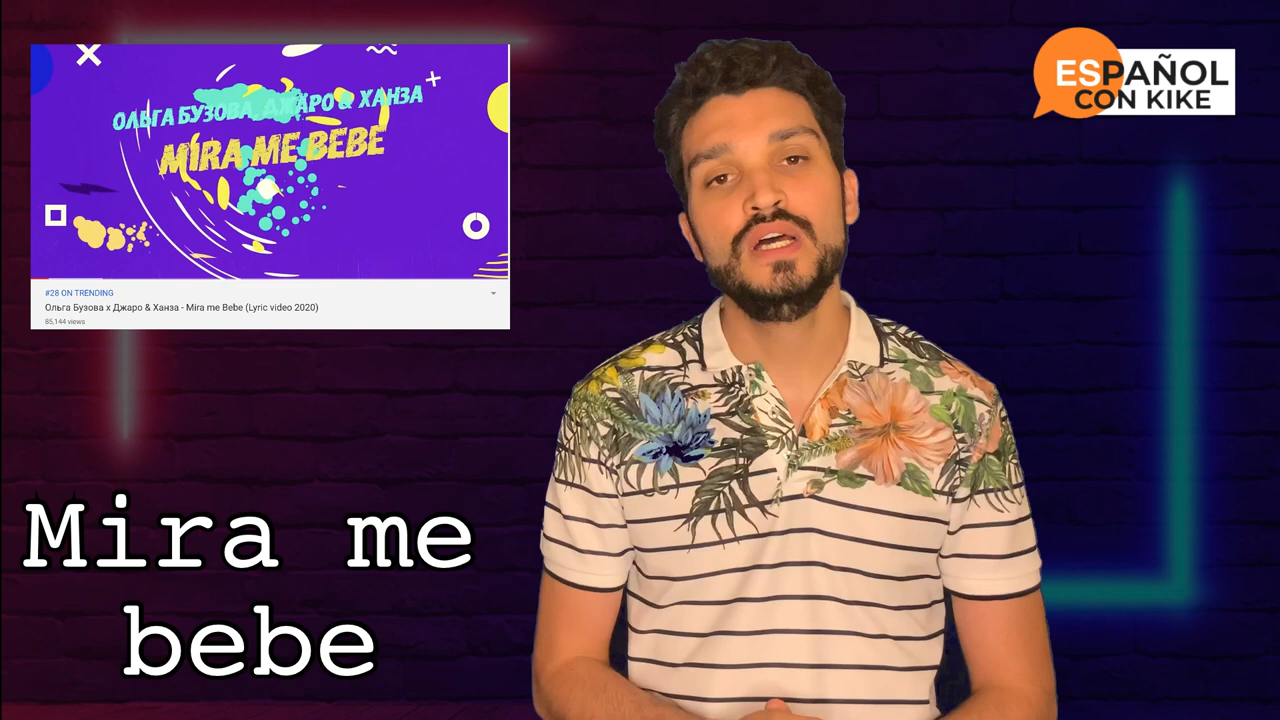 ОЛЬГА БУЗОВА, ДЖАРО & ХАНЗА
MIRA ME BEBE
#28 ON TRENDING
Ольга Бузова x Джаро & Ханза - Mira me Bebe (Lyric video 2020)
85,144 views
ESPAÑOL
CON KIKE
Mira me
bebe